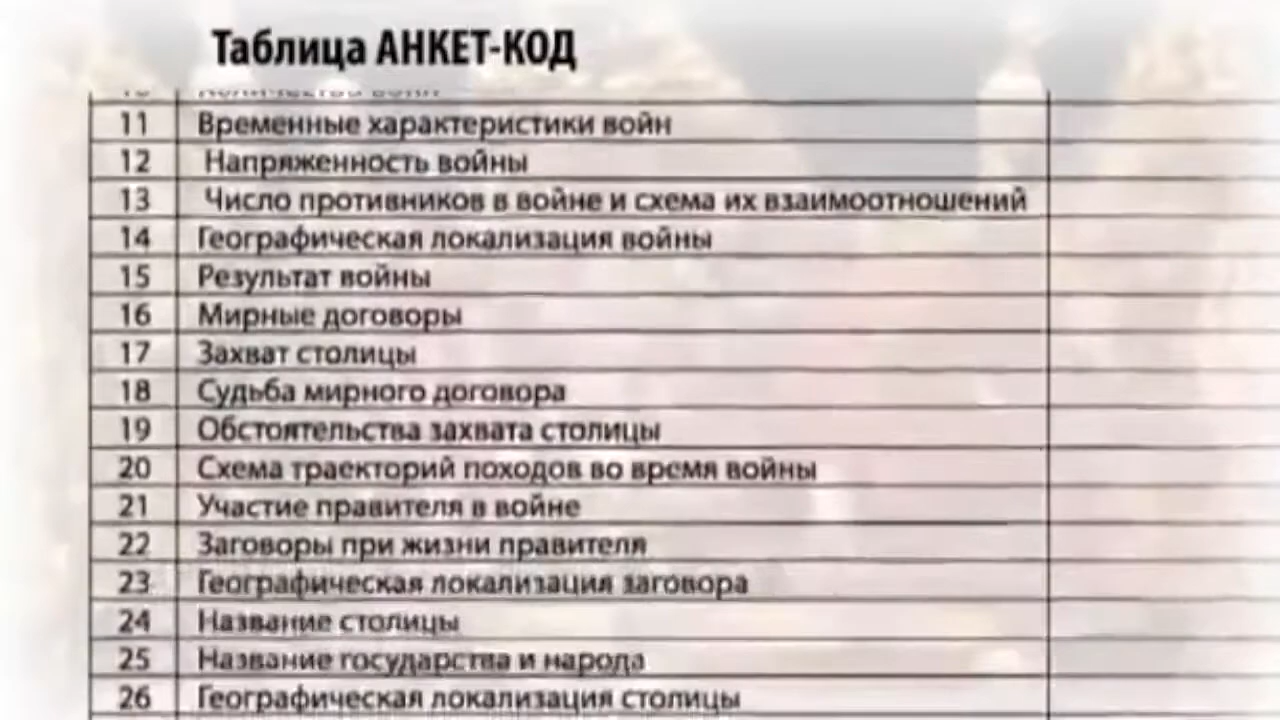 Таблица АНКЕТ-КОД
11 Временные характеристики войн
12 Напряженность войны
13 Число противников в войне и схема их взаимоотношений
14 Географическая локализация войны
15 Результат войны
16 Мирные договоры
17 Захват столицы
18 Судьба мирного договора
19 Обстоятельства захвата столицы
20 Схема траекторий походов во время войны
21 Участие правителя в войне
22 Заговоры при жизни правителя
23 Географическая локализация заговора
24 Название столицы
25 Название государства и народа
26 Географическая локализация столицы